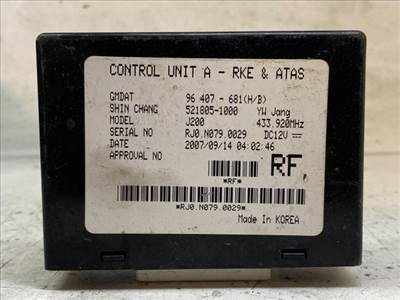 CONTROL UNIT A - RKE & ATAS
GMDAT 96 407 - 681(H/B)
SHIN CHANG 521805-1000 YW Jang
MODEL J200 433.920MHz
SERIAL NO RJ0.N079.0029 DC12V
DATE 2007/09/14 04:02:46
APPROVAL NO RF
*RF*
*RJ0.N079.0029*
Made In KOREA